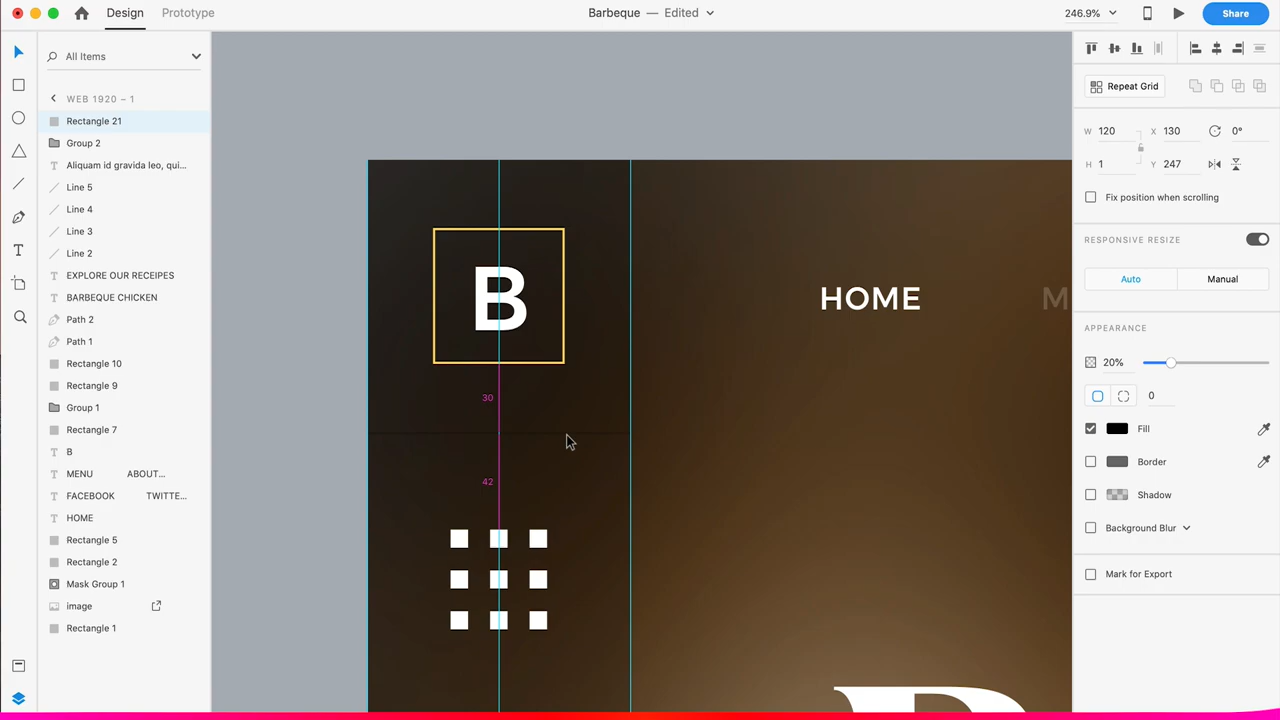 Design Prototype Barbeque — Edited 246.9% Share
All Items
WEB 1920 – 1
Rectangle 21
Group 2
Aliquam id gravida leo, qui...
Line 5
Line 4
Line 3
Line 2
EXPLORE OUR RECEIPES
BARBEQUE CHICKEN
Path 2
Path 1
Rectangle 10
Rectangle 9
Group 1
Rectangle 7
B
MENU ABOUT...
FACEBOOK TWITTE...
HOME
Rectangle 5
Rectangle 2
Mask Group 1
image
Rectangle 1
B
30
42
HOME M
Repeat Grid
W 120 X 130 0°
H 1 Y 247
Fix position when scrolling
RESPONSIVE RESIZE
Auto Manual
APPEARANCE
20%
0
Fill
Border
Shadow
Background Blur
Mark for Export